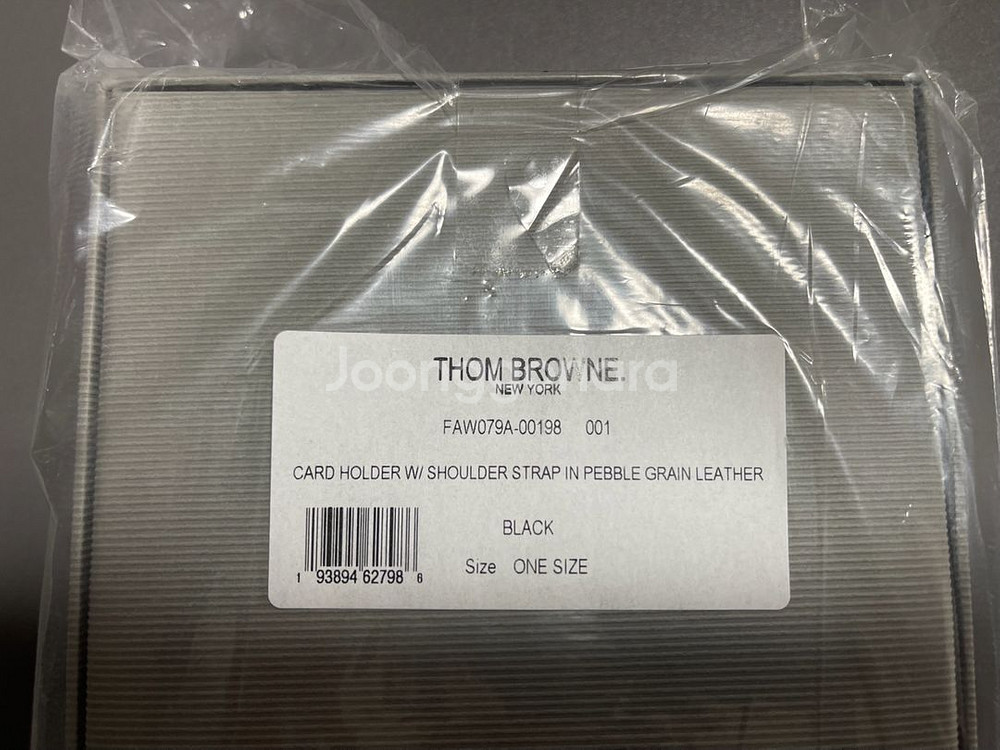 THOM BROWNE.
NEW YORK
Joonggonara
FAW079A-00198 001
CARD HOLDER W/ SHOULDER STRAP IN PEBBLE GRAIN LEATHER
BLACK
Size ONE SIZE
1 93894 62798 6